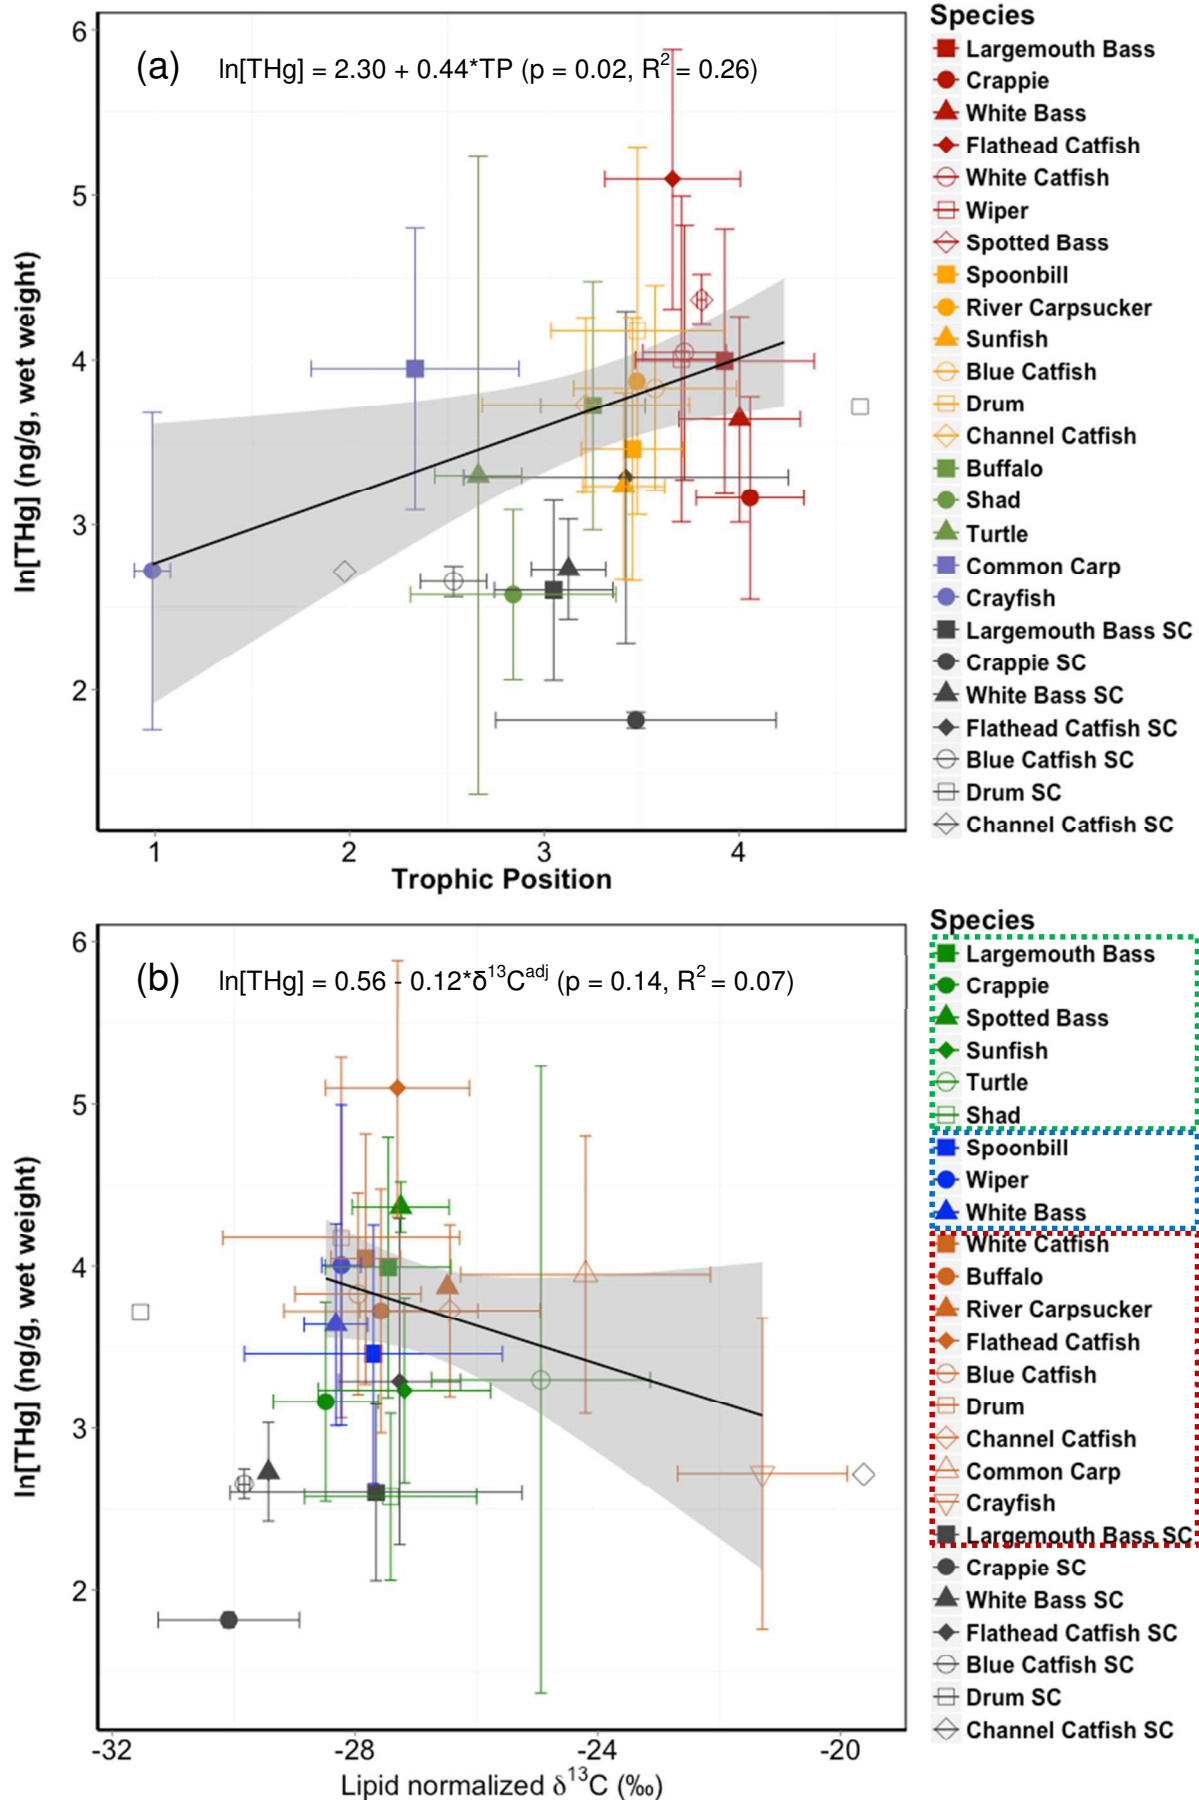 (a) ln[THg] = 2.30 + 0.44*TP (p = 0.02, R² = 0.26)
ln[THg] (ng/g, wet weight)
6
5
4
3
2
1
2
3
4
Trophic Position
Species
Largemouth Bass
Crappie
White Bass
Flathead Catfish
White Catfish
Wiper
Spotted Bass
Spoonbill
River Carpsucker
Sunfish
Blue Catfish
Drum
Channel Catfish
Buffalo
Shad
Turtle
Common Carp
Crayfish
Largemouth Bass SC
Crappie SC
White Bass SC
Flathead Catfish SC
Blue Catfish SC
Drum SC
Channel Catfish SC
(b) ln[THg] = 0.56 - 0.12*δ¹³Cᵃᵈʲ (p = 0.14, R² = 0.07)
ln[THg] (ng/g, wet weight)
6
5
4
3
2
-32
-28
-24
-20
Lipid normalized δ¹³C (‰)
Species
Largemouth Bass
Crappie
Spotted Bass
Sunfish
Turtle
Shad
Spoonbill
Wiper
White Bass
White Catfish
Buffalo
River Carpsucker
Flathead Catfish
Blue Catfish
Drum
Channel Catfish
Common Carp
Crayfish
Largemouth Bass SC
Crappie SC
White Bass SC
Flathead Catfish SC
Blue Catfish SC
Drum SC
Channel Catfish SC